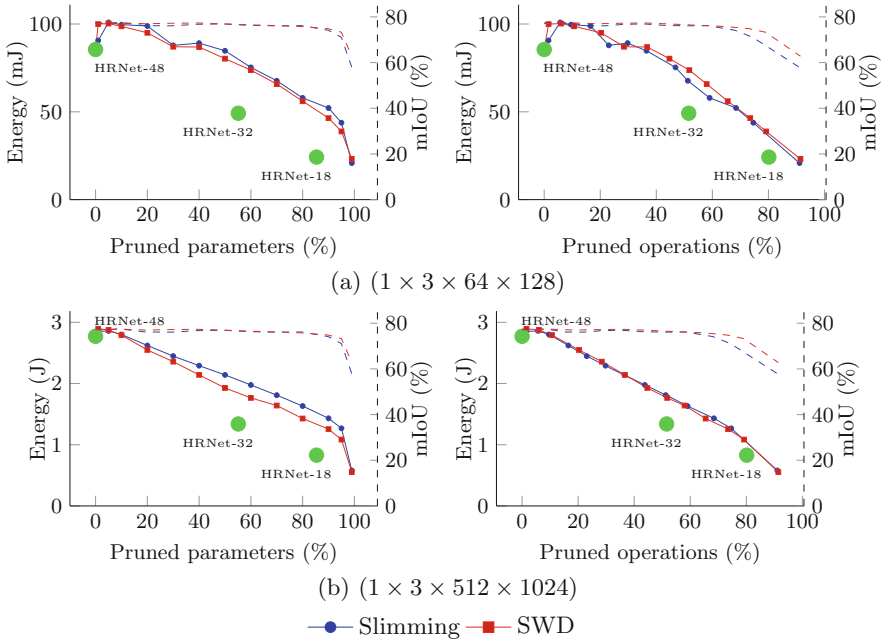 100
50
0
Energy (mJ)
HRNet-48
HRNet-32
HRNet-18
0 20 40 60 80 100
Pruned parameters (%)
80
60
40
20
0
mIoU (%)
100
50
0
Energy (mJ)
HRNet-48
HRNet-32
HRNet-18
0 20 40 60 80 100
Pruned operations (%)
80
60
40
20
0
mIoU (%)
(a) (1 × 3 × 64 × 128)
3
2
1
0
Energy (J)
HRNet-48
HRNet-32
HRNet-18
0 20 40 60 80 100
Pruned parameters (%)
80
60
40
20
0
mIoU (%)
3
2
1
0
Energy (J)
HRNet-48
HRNet-32
HRNet-18
0 20 40 60 80 100
Pruned operations (%)
80
60
40
20
0
mIoU (%)
(b) (1 × 3 × 512 × 1024)
Slimming SWD